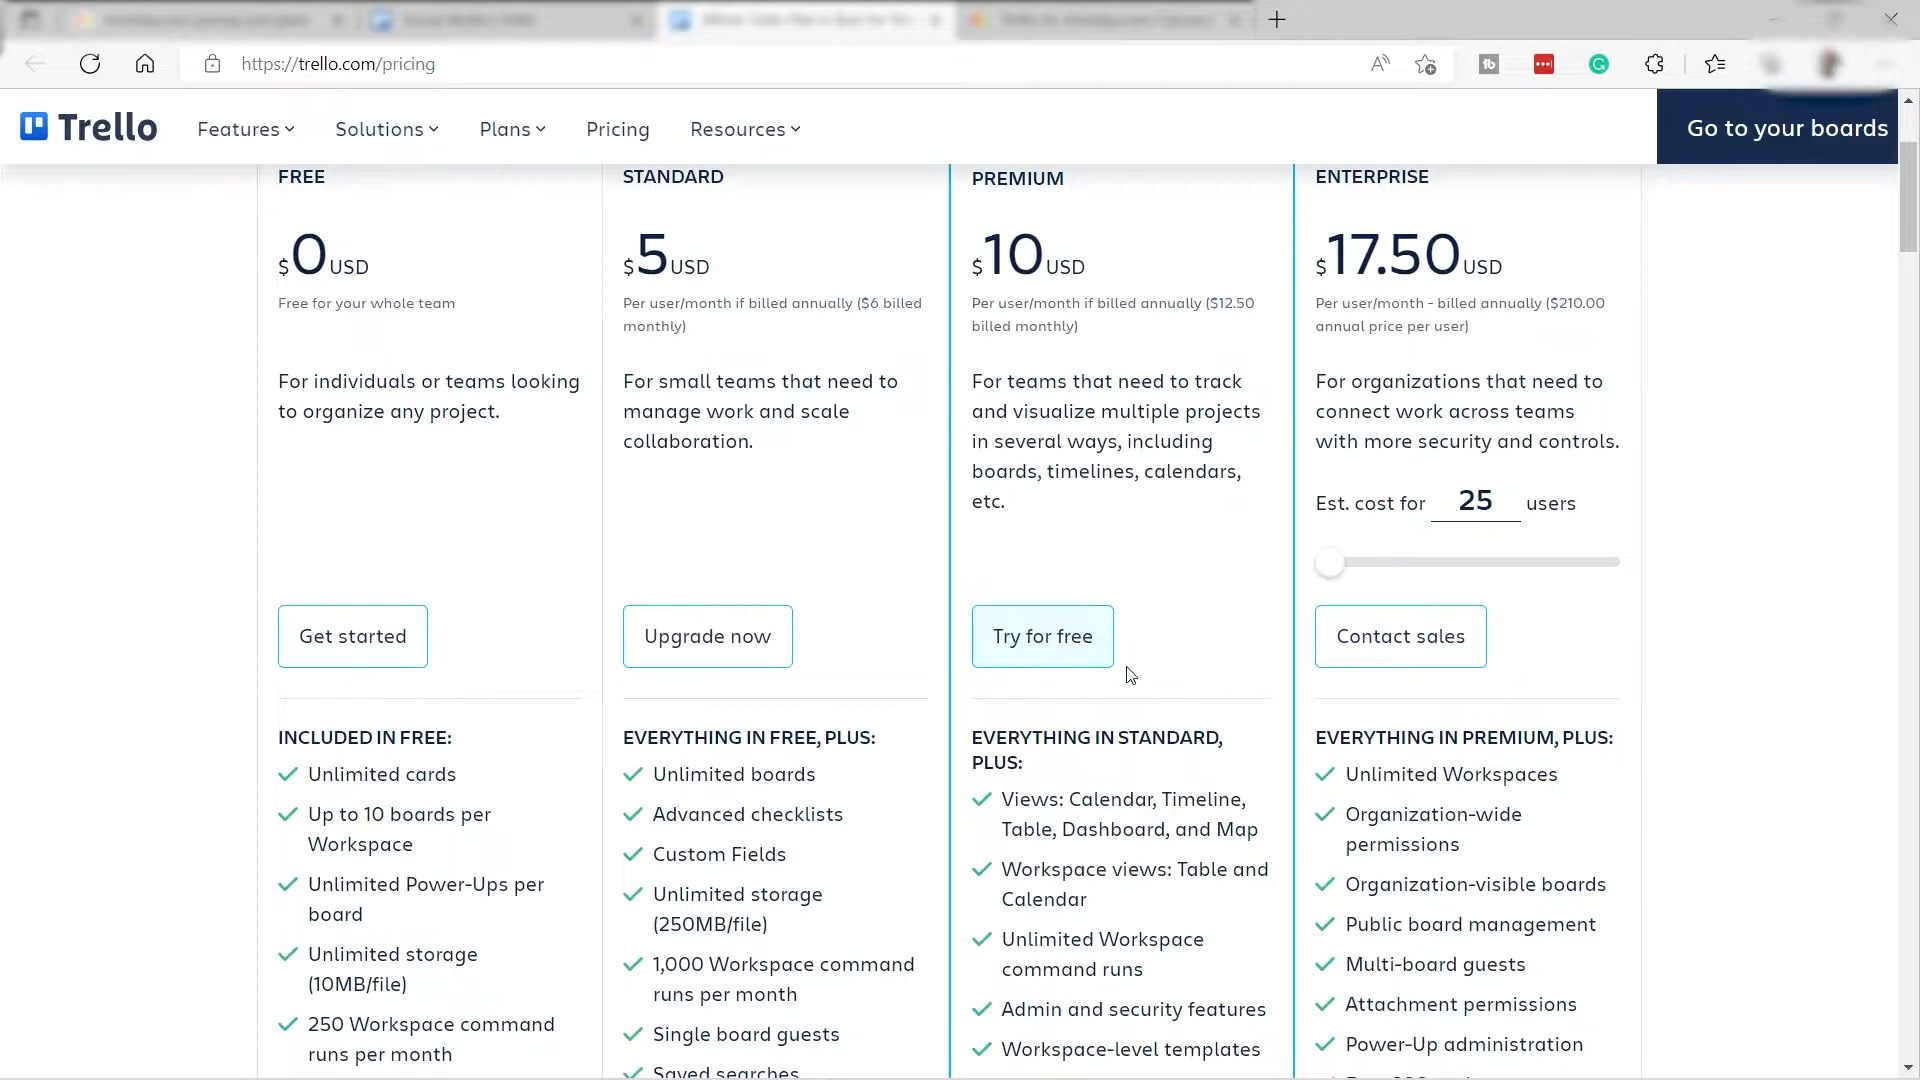 https://trello.com/pricing
Trello
Features
Solutions
Plans
Pricing
Resources
Go to your boards
FREE
$0 USD
Free for your whole team
For individuals or teams looking
to organize any project.
Get started
INCLUDED IN FREE:
Unlimited cards
Up to 10 boards per
Workspace
Unlimited Power-Ups per
board
Unlimited storage
(10MB/file)
250 Workspace command
runs per month
STANDARD
$5 USD
Per user/month if billed annually ($6 billed
monthly)
For small teams that need to
manage work and scale
collaboration.
Upgrade now
EVERYTHING IN FREE, PLUS:
Unlimited boards
Advanced checklists
Custom Fields
Unlimited storage
(250MB/file)
1,000 Workspace command
runs per month
Single board guests
Saved searches
PREMIUM
$10 USD
Per user/month if billed annually ($12.50
billed monthly)
For teams that need to track
and visualize multiple projects
in several ways, including
boards, timelines, calendars,
etc.
Try for free
EVERYTHING IN STANDARD,
PLUS:
Views: Calendar, Timeline,
Table, Dashboard, and Map
Workspace views: Table and
Calendar
Unlimited Workspace
command runs
Admin and security features
Workspace-level templates
ENTERPRISE
$17.50 USD
Per user/month - billed annually ($210.00
annual price per user)
For organizations that need to
connect work across teams
with more security and controls.
Est. cost for 25 users
Contact sales
EVERYTHING IN PREMIUM, PLUS:
Unlimited Workspaces
Organization-wide
permissions
Organization-visible boards
Public board management
Multi-board guests
Attachment permissions
Power-Up administration